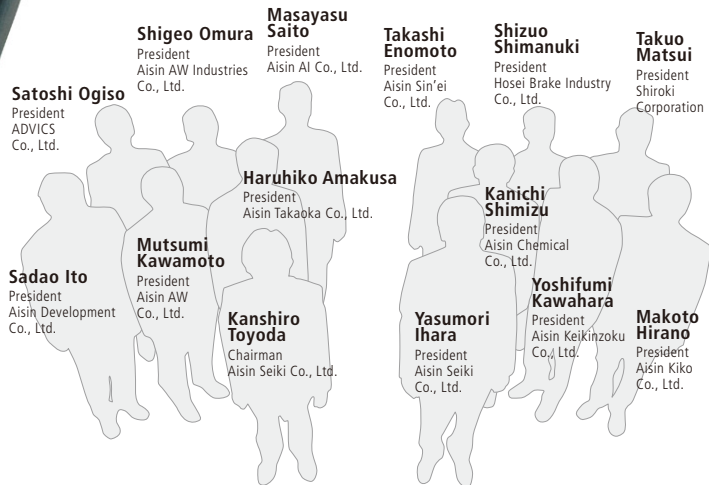 Satoshi Ogiso
President
ADVICS
Co., Ltd.
Shigeo Omura
President
Aisin AW Industries
Co., Ltd.
Masayasu
Saito
President
Aisin AI Co., Ltd.
Takashi
Enomoto
President
Aisin Sin'ei
Co., Ltd.
Shizuo
Shimanuki
President
Hosei Brake Industry
Co., Ltd.
Takuo
Matsui
President
Shiroki
Corporation
Sadao Ito
President
Aisin Development
Co., Ltd.
Mutsumi
Kawamoto
President
Aisin AW
Co., Ltd.
Haruhiko Amakusa
President
Aisin Takaoka Co., Ltd.
Kanshiro
Toyoda
Chairman
Aisin Seiki Co., Ltd.
Yasumori
Ihara
President
Aisin Seiki
Co., Ltd.
Kanichi
Shimizu
President
Aisin Chemical
Co., Ltd.
Yoshifumi
Kawahara
President
Aisin Keikinzoku
Co., Ltd.
Makoto
Hirano
President
Aisin Kiko
Co., Ltd.